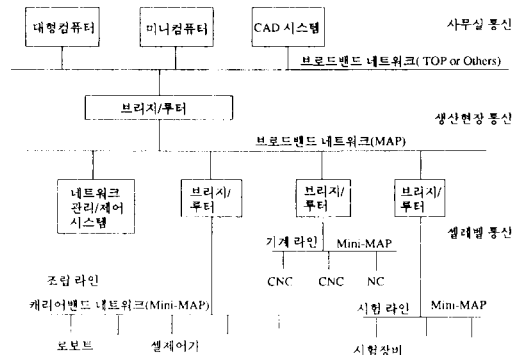 대형컴퓨터
미니컴퓨터
CAD 시스템
사무실 통신
브로드밴드 네트워크( TOP or Others)
브리지/루터
생산현장 통신
브로드밴드 네트워크(MAP)
네트워크
관리/제어
시스템
브리지/
루터
브리지/
루터
브리지/
루터
셀레벨 통신
기계 라인
Mini-MAP
CNC
CNC
NC
조립 라인
캐리어밴드 네트워크(Mini-MAP)
시험 라인
Mini-MAP
로보트
셀제어기
시험장비